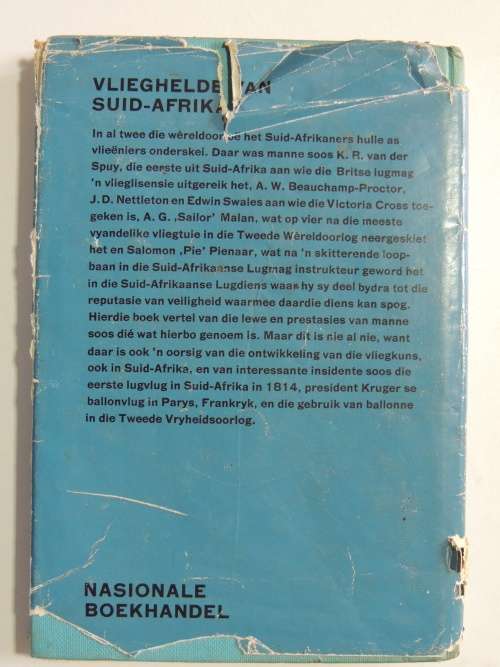 VLIEGHELDE VAN
SUID-AFRIKA
In al twee die wêreldoorloë het Suid-Afrikaners hulle as
vlieëniers onderskei. Daar was manne soos K. R. van der
Spuy, die eerste uit Suid-Afrika aan wie die Britse lugmag
'n vlieglisensie uitgereik het, A. W. Beauchamp-Proctor,
J. D. Nettleton en Edwin Swales aan wie die Victoria Cross toe-
geken is, A. G. ‚Sailor' Malan, wat op vier na die meeste
vyandelike vliegtuie in die Tweede Wêreldoorlog neergeskiet
het en Salomon ‚Pie' Pienaar, wat na 'n skitterende loop-
baan in die Suid-Afrikaanse Lugmag instrukteur geword het
in die Suid-Afrikaanse Lugdiens waar hy sy deel bydra tot die
reputasie van veiligheid waarmee daardie diens kan spog.
Hierdie boek vertel van die lewe en prestasies van manne
soos dié wat hierbo genoem is. Maar dit is nie al nie, want
daar is ook 'n oorsig van die ontwikkeling van die vliegkuns,
ook in Suid-Afrika, en van interessante insidente soos die
eerste lugvlug in Suid-Afrika in 1814, president Kruger se
ballonvlug in Parys, Frankryk, en die gebruik van ballonne
in die Tweede Vryheidsoorlog.
NASIONALE
BOEKHANDEL